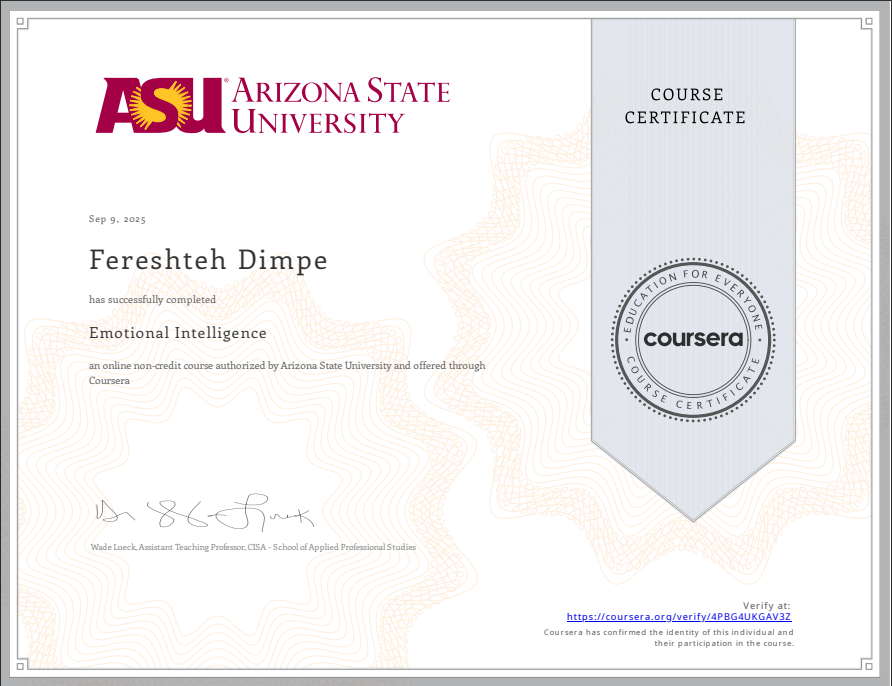 ASU® ARIZONA STATE
UNIVERSITY
COURSE
CERTIFICATE
Sep 9, 2025
Fereshteh Dimpe
has successfully completed
Emotional Intelligence
an online non-credit course authorized by Arizona State University and offered through
Coursera
EDUCATION FOR EVERYONE
coursera
COURSE CERTIFICATE
Wade Lueck, Assistant Teaching Professor, CISA - School of Applied Professional Studies
Verify at:
https://coursera.org/verify/4PBG4UKGAV3Z
Coursera has confirmed the identity of this individual and
their participation in the course.